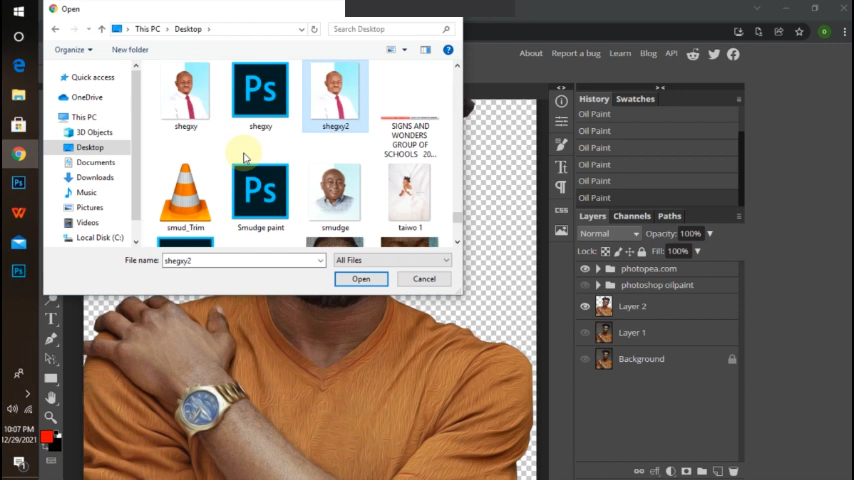 Open
This PC
Desktop
Search Desktop
Organize
New folder
Quick access
OneDrive
This PC
3D Objects
Desktop
Documents
Downloads
Music
Pictures
Videos
Local Disk (C:)
shegxy
Ps
shegxy
shegxy2
SIGNS AND
WONDERS
GROUP OF
SCHOOLS 20...
smud_Trim
Ps
Smudge paint
smudge
taiwo 1
File name:
shegxy2
All Files
Open
Cancel
About
Report a bug
Learn
Blog
API
History
Swatches
Oil Paint
Oil Paint
Oil Paint
Oil Paint
Oil Paint
Oil Paint
Layers
Channels
Paths
Normal
Opacity: 100%
Lock:
Fill: 100%
photopea.com
photoshop oilpaint
Layer 2
Layer 1
Background
CSS
eff
10:07 PM
12/29/2021